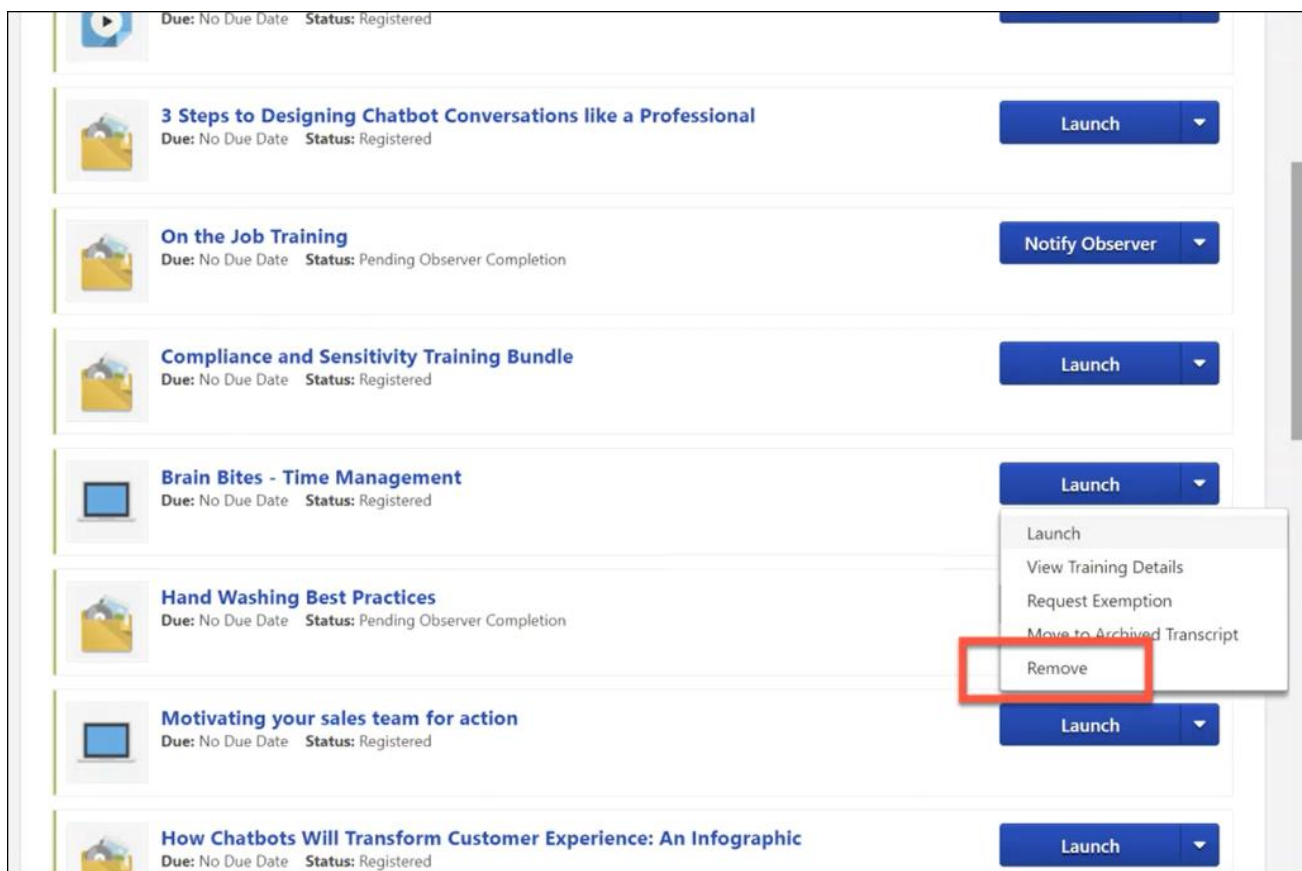 Due: No Due Date Status: Registered
3 Steps to Designing Chatbot Conversations like a Professional
Due: No Due Date Status: Registered
Launch
On the Job Training
Due: No Due Date Status: Pending Observer Completion
Notify Observer
Compliance and Sensitivity Training Bundle
Due: No Due Date Status: Registered
Launch
Brain Bites - Time Management
Due: No Due Date Status: Registered
Launch
Launch
View Training Details
Request Exemption
Move to Archived Transcript
Remove
Hand Washing Best Practices
Due: No Due Date Status: Pending Observer Completion
Motivating your sales team for action
Due: No Due Date Status: Registered
Launch
How Chatbots Will Transform Customer Experience: An Infographic
Due: No Due Date Status: Registered
Launch